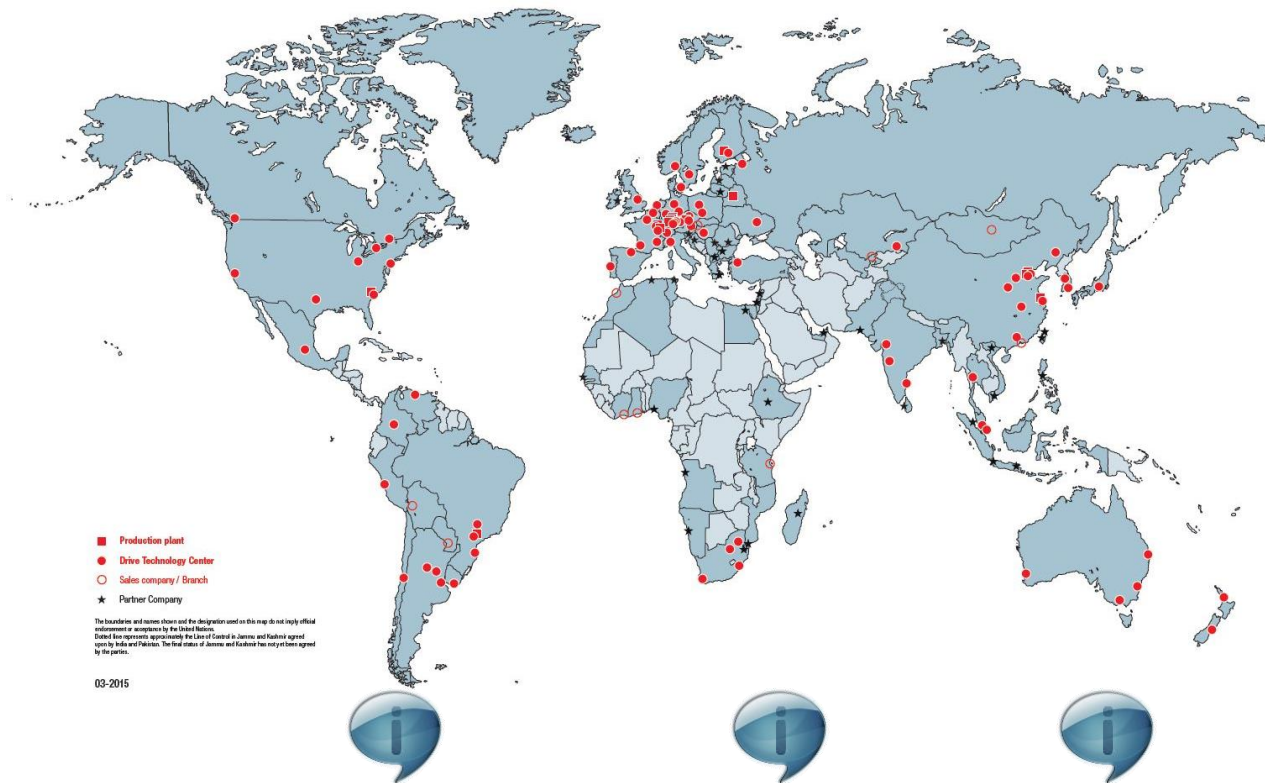 Production plant
Drive Technology Center
Sales company / Branch
Partner Company
The boundaries and names shown and the designation used on this map do not imply official
endorsement or acceptance by the United Nations.
Dotted line represents approximately the Line of Control in Jammu and Kashmir agreed
upon by India and Pakistan. The final status of Jammu and Kashmir has not yet been agreed
by the parties.
03-2015
i
i
i